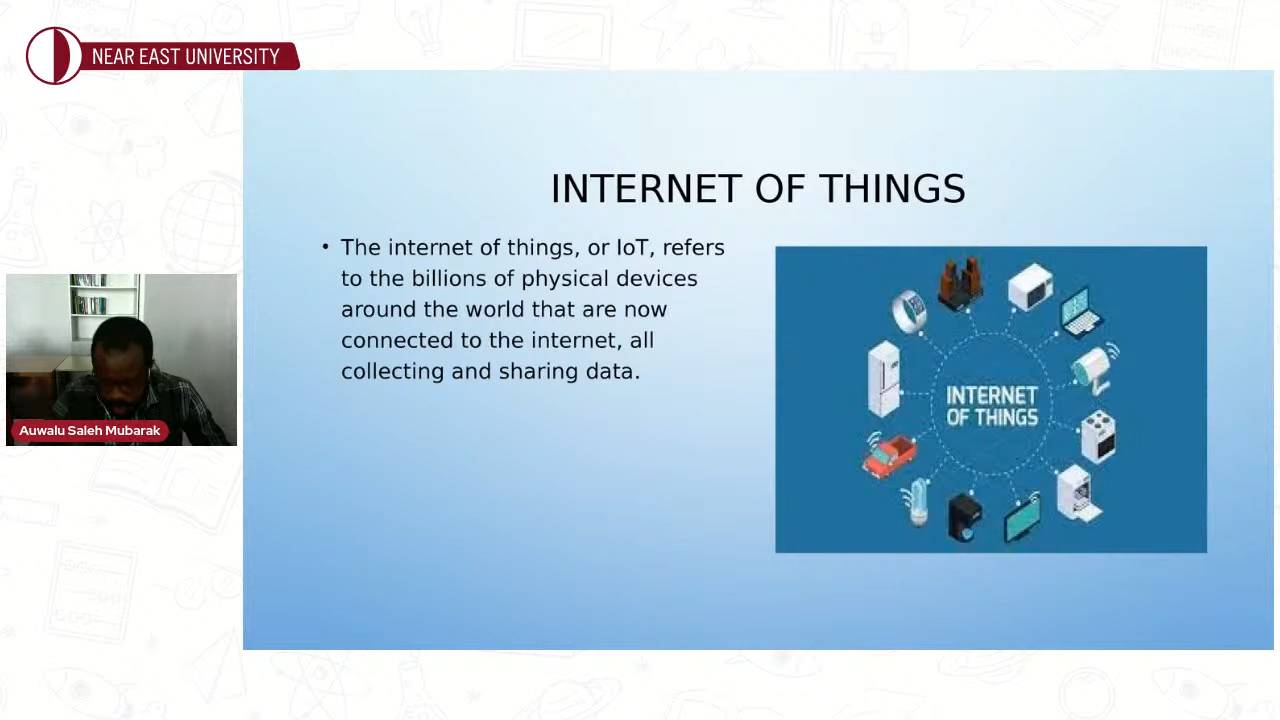 NEAR EAST UNIVERSITY
INTERNET OF THINGS
• The internet of things, or IoT, refers
to the billions of physical devices
around the world that are now
connected to the internet, all
collecting and sharing data.
INTERNET
OF THINGS
Auwalu Saleh Mubarak